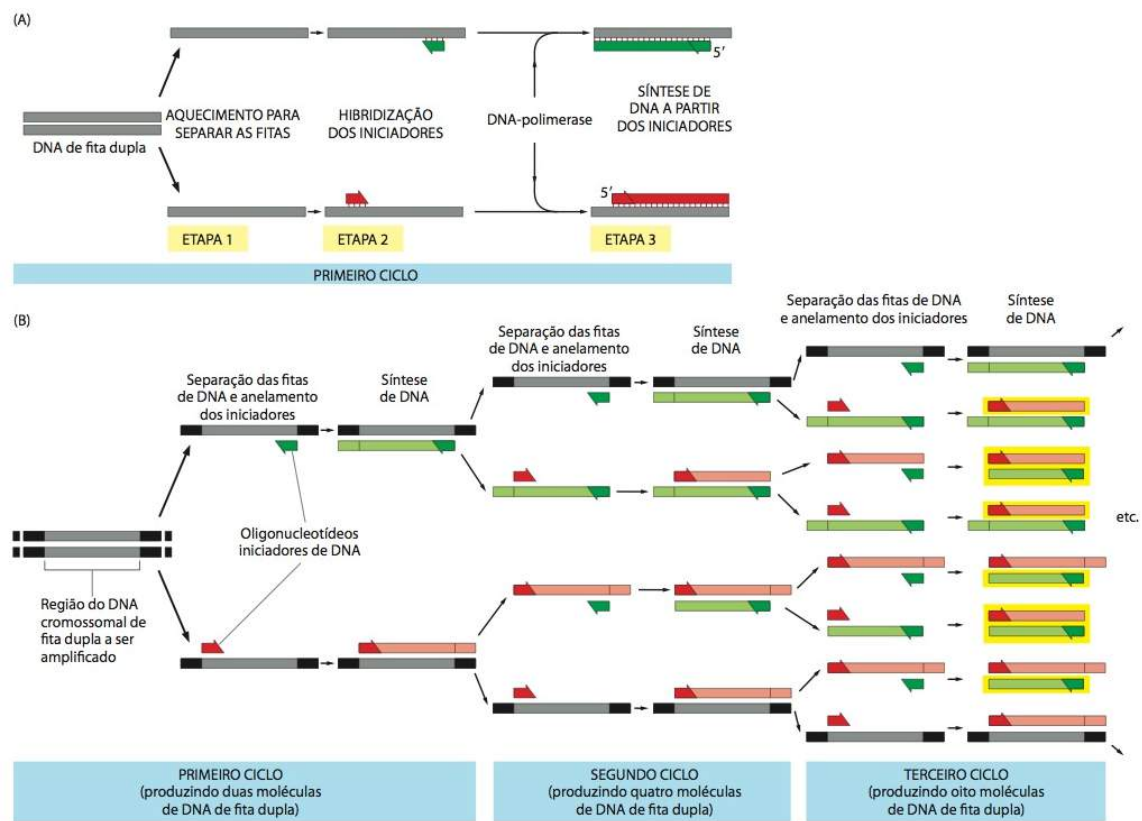 (A)
DNA de fita dupla
AQUECIMENTO PARA
SEPARAR AS FITAS
HIBRIDIZAÇÃO
DOS INICIADORES
DNA-polimerase
SÍNTESE DE
DNA A PARTIR
DOS INICIADORES
5′
5′
ETAPA 1
ETAPA 2
ETAPA 3
PRIMEIRO CICLO
(B)
Separação das fitas
de DNA e anelamento
dos iniciadores
Síntese
de DNA
Separação das fitas
de DNA e anelamento
dos iniciadores
Síntese
de DNA
Separação das fitas de DNA
e anelamento dos iniciadores
Síntese
de DNA
Oligonucleotídeos
iniciadores de DNA
Região do DNA
cromossomal de
fita dupla a ser
amplificado
etc.
PRIMEIRO CICLO
(produzindo duas moléculas
de DNA de fita dupla)
SEGUNDO CICLO
(produzindo quatro moléculas
de DNA de fita dupla)
TERCEIRO CICLO
(produzindo oito moléculas
de DNA de fita dupla)